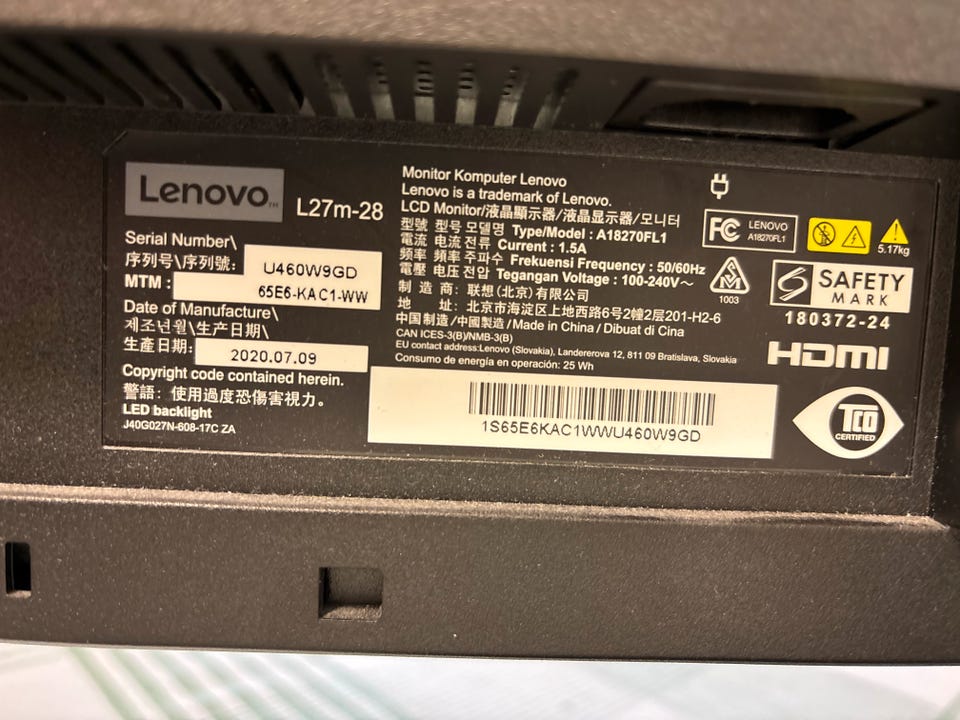 Lenovo™
L27m-28
Serial Number\
序列号\序列號:
U460W9GD
MTM :
65E6-KAC1-WW
Date of Manufacture\
제조년월\生产日期\
生產日期:
2020.07.09
Copyright code contained herein.
警語: 使用過度恐傷害視力。
LED backlight
J40G027N-608-17C ZA
Monitor Komputer Lenovo
Lenovo is a trademark of Lenovo.
LCD Monitor/液晶顯示器/液晶显示器/모니터
型號 型号 모델명 Type/Model : A18270FL1
電流 电流 전류 Current : 1.5A
頻率 频率 주파수 Frekuensi Frequency : 50/60Hz
電壓 电压 전압 Tegangan Voltage : 100-240V～
制 造 商: 联想(北京)有限公司
地 址: 北京市海淀区上地西路6号2幢2层201-H2-6
中国制造/中國製造/Made in China / Dibuat di Cina
CAN ICES-3(B)/NMB-3(B)
EU contact address:Lenovo (Slovakia), Landererova 12, 811 09 Bratislava, Slovakia
Consumo de energía en operación: 25 Wh
1S65E6KAC1WWU460W9GD
FC LENOVO
A18270FL1
5.17kg
1003
SAFETY
MARK
180372-24
HDMI
TCO
CERTIFIED